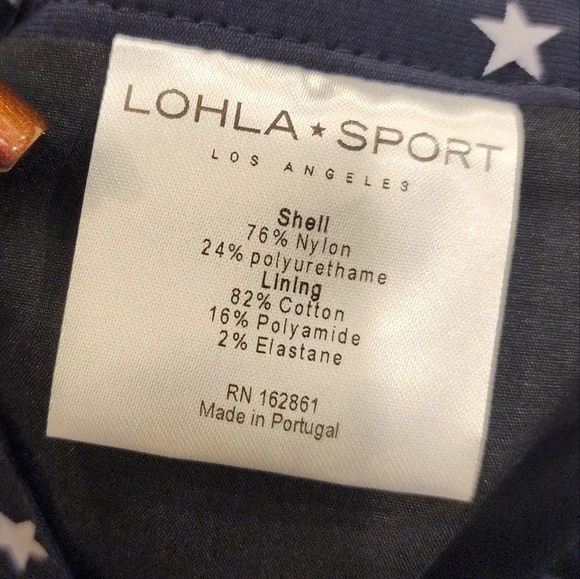 LOHLA★SPORT
LOS ANGELES
Shell
76% Nylon
24% polyurethame
Lining
82% Cotton
16% Polyamide
2% Elastane
RN 162861
Made in Portugal